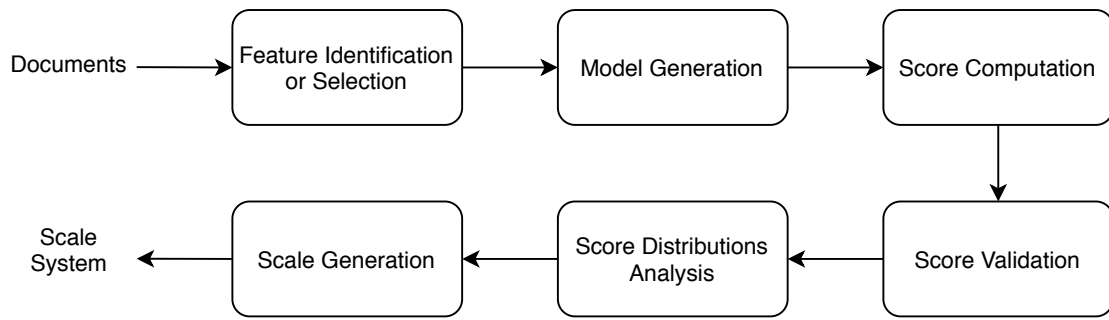 Documents
Feature Identification
or Selection
Model Generation
Score Computation
Score Validation
Score Distributions
Analysis
Scale Generation
Scale
System